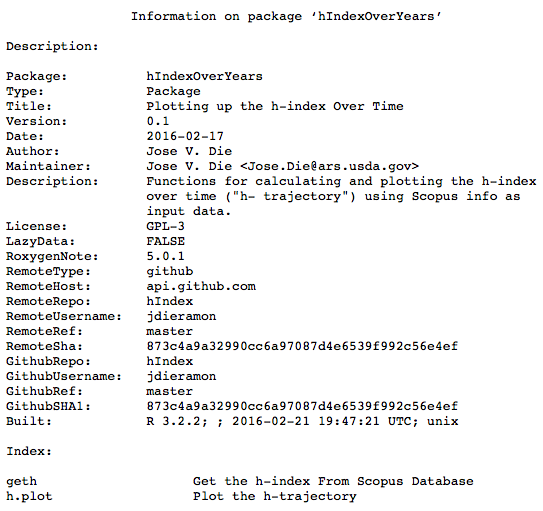 Information on package ‘hIndexOverYears’
Description:
Package: hIndexOverYears
Type: Package
Title: Plotting up the h-index Over Time
Version: 0.1
Date: 2016-02-17
Author: Jose V. Die
Maintainer: Jose V. Die <Jose.Die@ars.usda.gov>
Description: Functions for calculating and plotting the h-index
over time ("h- trajectory") using Scopus info as
input data.
License: GPL-3
LazyData: FALSE
RoxygenNote: 5.0.1
RemoteType: github
RemoteHost: api.github.com
RemoteRepo: hIndex
RemoteUsername: jdieramon
RemoteRef: master
RemoteSha: 873c4a9a32990cc6a97087d4e6539f992c56e4ef
GithubRepo: hIndex
GithubUsername: jdieramon
GithubRef: master
GithubSHA1: 873c4a9a32990cc6a97087d4e6539f992c56e4ef
Built: R 3.2.2; ; 2016-02-21 19:47:21 UTC; unix
Index:
geth Get the h-index From Scopus Database
h.plot Plot the h-trajectory